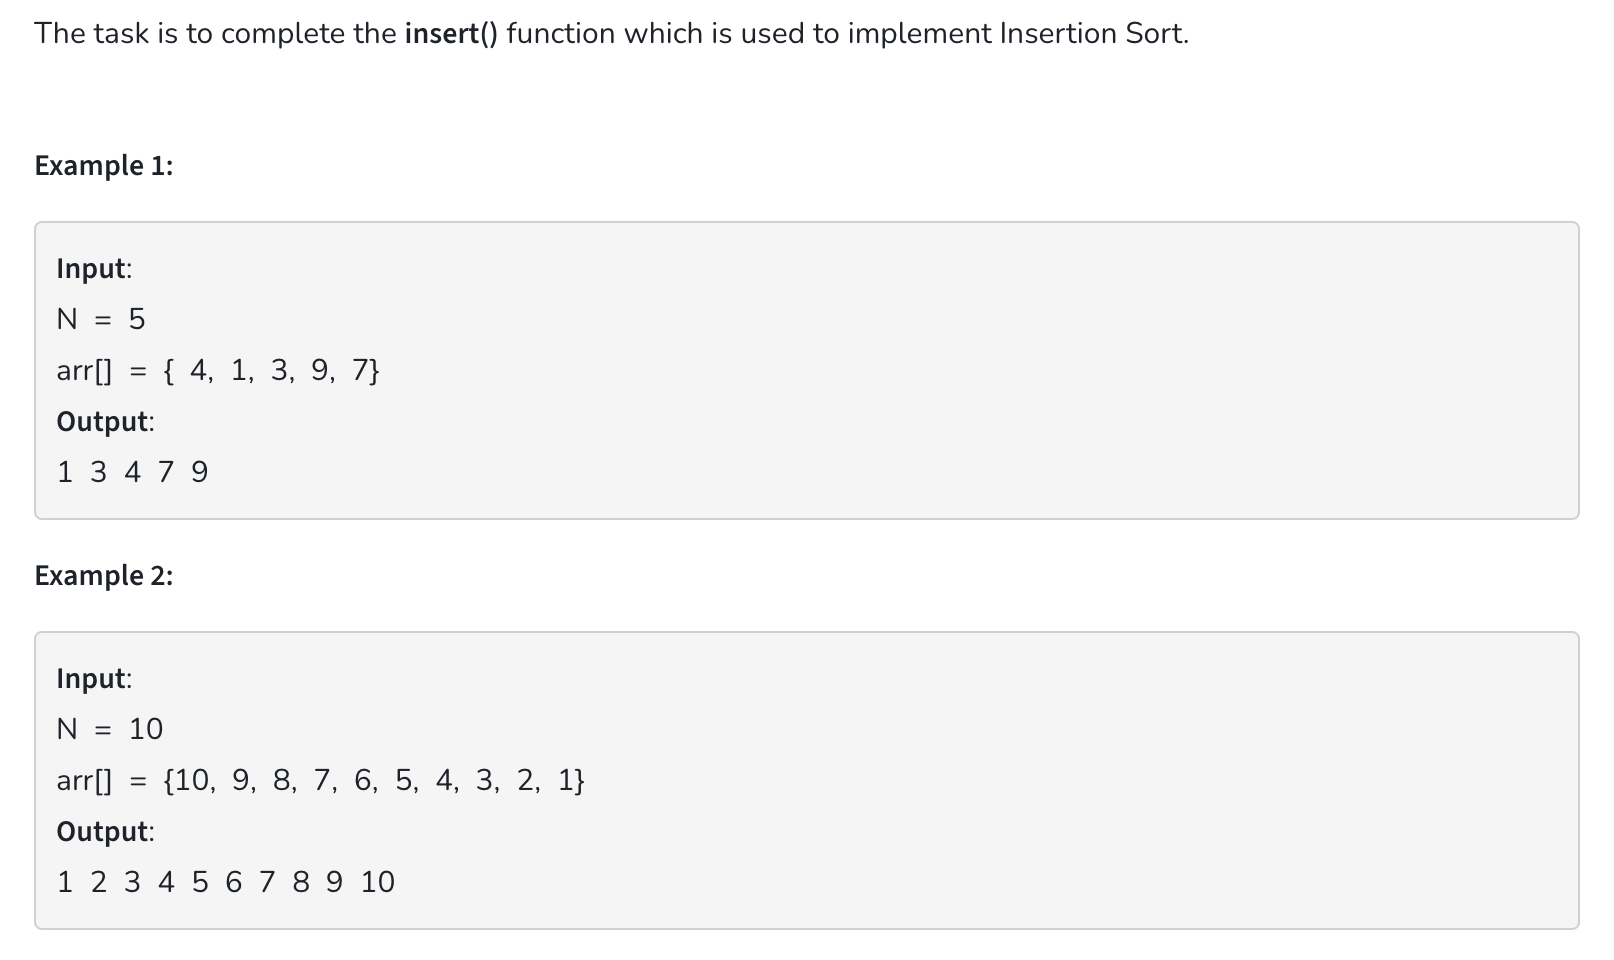 The task is to complete the insert() function which is used to implement Insertion Sort.
Example 1:
Input:
N = 5
arr[] = { 4, 1, 3, 9, 7}
Output:
1 3 4 7 9
Example 2:
Input:
N = 10
arr[] = {10, 9, 8, 7, 6, 5, 4, 3, 2, 1}
Output:
1 2 3 4 5 6 7 8 9 10